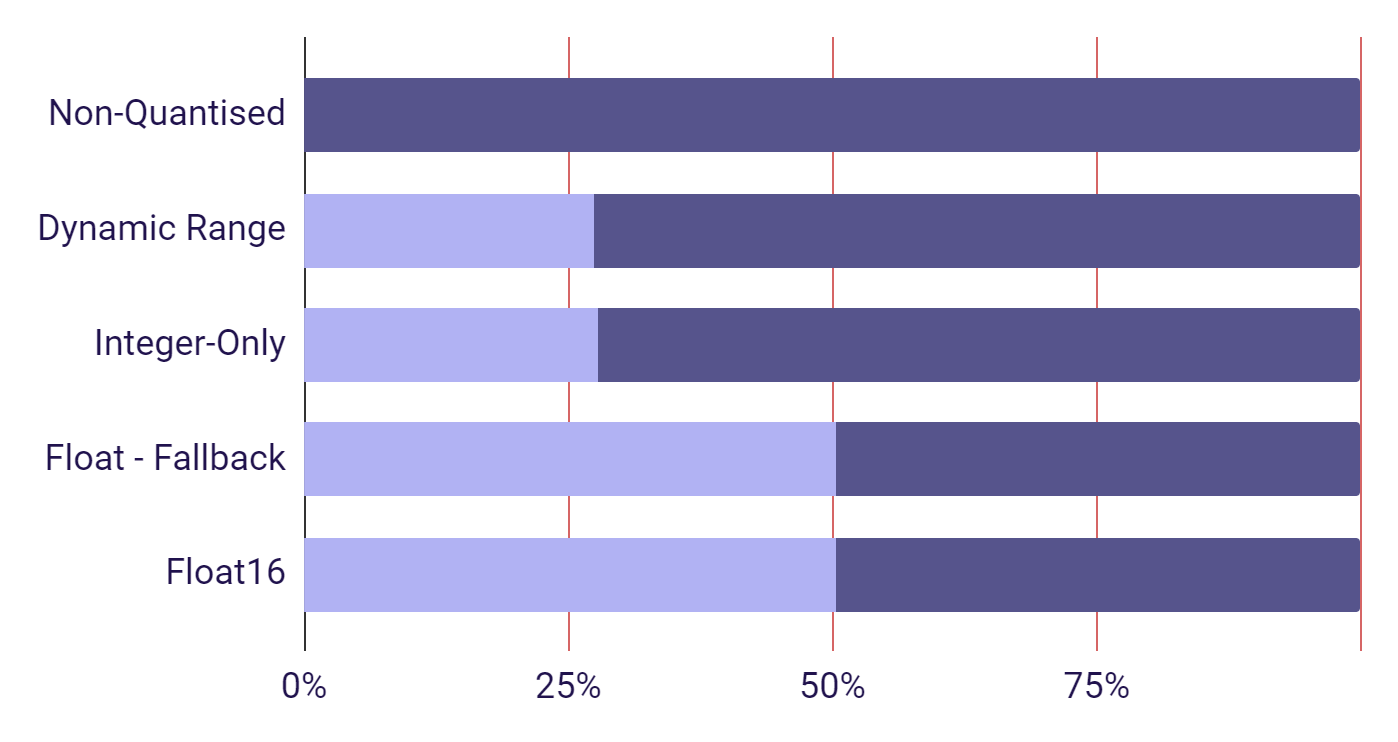 Non-Quantised
Dynamic Range
Integer-Only
Float - Fallback
Float16
0% 25% 50% 75%